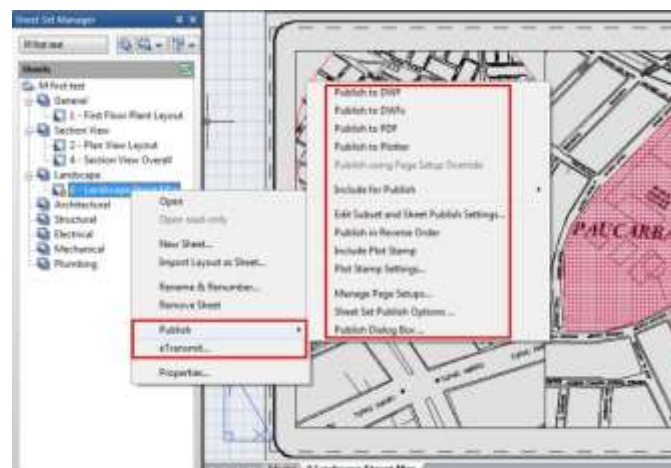 Sheet Set Manager
M first test
Sheets
M first test
General
1 - First Floor Plant Layout
Section View
2 - Plan View Layout
4 - Section View Overall
Landscape
Architectural
Structural
Electrical
Mechanical
Plumbing
Open
Open read-only
New Sheet...
Import Layout as Sheet...
Rename & Renumber...
Remove Sheet
Publish
eTransmit...
Properties...
Publish to DWF
Publish to DWFx
Publish to PDF
Publish to Plotter
Publish using Page Setup Override
Include for Publish
Edit Subset and Sheet Publish Settings...
Publish in Reverse Order
Include Plot Stamp
Plot Stamp Settings...
Manage Page Setups...
Sheet Set Publish Options ...
Publish Dialog Box ...